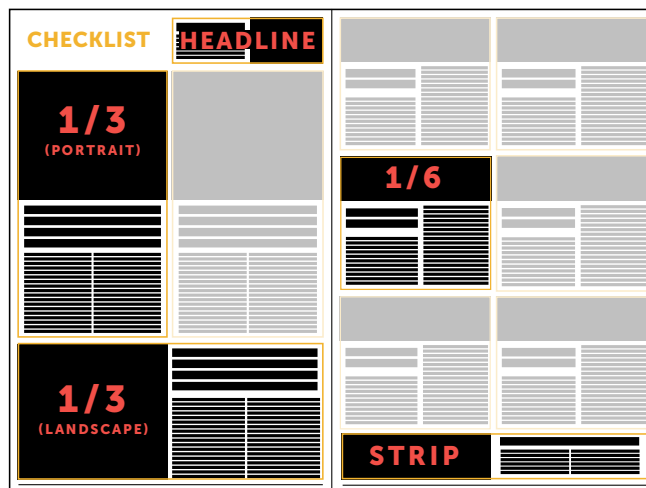 CHECKLIST
HEADLINE
1/3
(PORTRAIT)
1/3
(LANDSCAPE)
1/6
STRIP